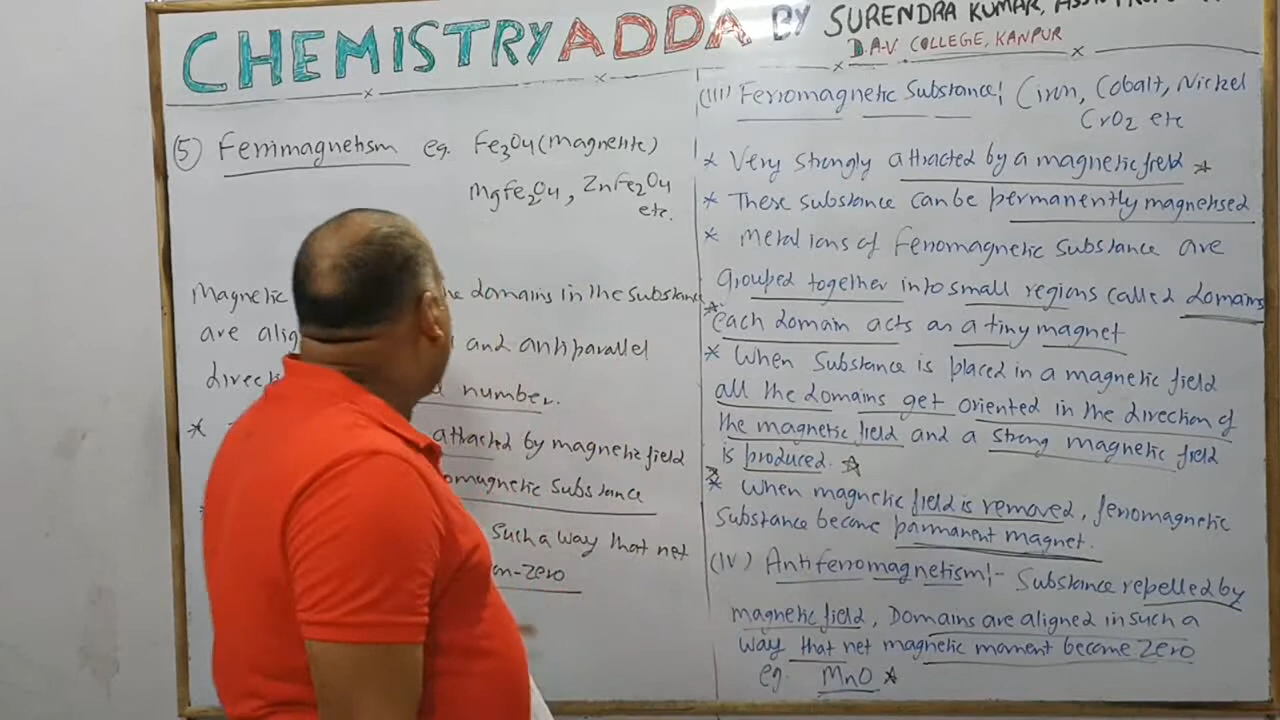 CHEMISTRY ADDA BY SURENDRA KUMAR,
D.A.V COLLEGE, KANPUR
(5) Ferrimagnetism eg. Fe3O4 (magnetite)
MgFe2O4, ZnFe2O4
etc.
Magnetic the domains in the substance
are and antiparallel
number.
* attracted by magnetic field
Substance
such a way that net
(III) Ferromagnetic Substance! (iron, Cobalt, Nickel
CrO2 etc
* Very strongly attracted by a magnetic field *
* These substance can be permanently magnetised
* Metal ions of Ferromagnetic substance are
grouped together into small regions called domains
* each domain acts an a tiny magnet
* When Substance is placed in a magnetic field
all the domains get oriented in the direction of
the magnetic field and a strong magnetic field
is produced. ☆
* When magnetic field is removed, ferromagnetic
Substance become parmanent magnet.
(IV) Antiferromagnetism!- Substance repelled by
magnetic field, Domains are aligned in such a
way that net magnetic moment become zero
eg. MnO *